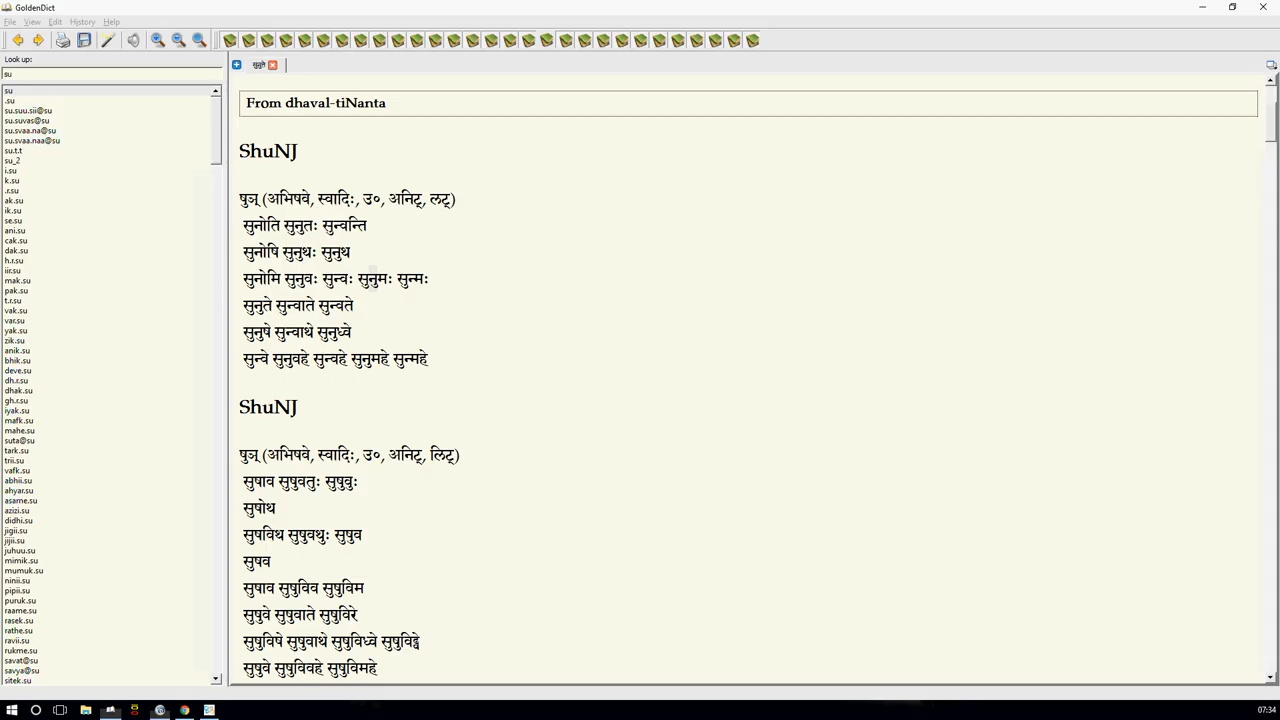 GoldenDict
File View Edit History Help
Look up:
सुनुते
su
su
.su
su.suu.sii@su
su.suvas@su
su.svaa.na@su
su.svaa.naa@su
su.t.t
su_2
i.su
k.su
.r.su
ak.su
ik.su
se.su
ani.su
cak.su
dak.su
h.r.su
iir.su
mak.su
pak.su
t.r.su
vak.su
var.su
yak.su
zik.su
anik.su
bhik.su
deve.su
dh.r.su
dhak.su
gh.r.su
iyak.su
mafk.su
mahe.su
suta@su
tark.su
trii.su
vafk.su
abhii.su
ahyar.su
asame.su
azizi.su
didhi.su
jigii.su
jijii.su
juhuu.su
mimik.su
mumuk.su
ninii.su
pipii.su
puruk.su
raame.su
rasek.su
rathe.su
ravii.su
rukme.su
savat@su
savya@su
sitek.su
From dhaval-tiNanta
ShuNJ
षुञ् (अभिषवे, स्वादिः, उ०, अनिट्, लट्)
सुनोति सुनुतः सुन्वन्ति
सुनोषि सुनुथः सुनुथ
सुनोमि सुनुवः सुन्वः सुनुमः सुन्मः
सुनुते सुन्वाते सुन्वते
सुनुषे सुन्वाथे सुनुध्वे
सुन्वे सुनुवहे सुन्वहे सुनुमहे सुन्महे
ShuNJ
षुञ् (अभिषवे, स्वादिः, उ०, अनिट्, लिट्)
सुषाव सुषुवतुः सुषुवुः
सुषोथ
सुषविथ सुषुवथुः सुषुव
सुषव
सुषाव सुषुविव सुषुविम
सुषुवे सुषुवाते सुषुविरे
सुषुविषे सुषुवाथे सुषुविध्वे सुषुविढ्वे
सुषुवे सुषुविवहे सुषुविमहे
07:34